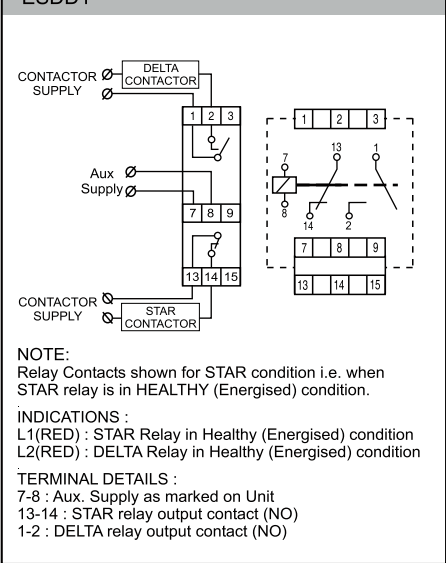 DELTA
CONTACTOR
CONTACTOR
SUPPLY
1 2 3
1 2 3
13 1
7
Aux
Supply
8
14 2
7 8 9
7 8 9
13 14 15
13 14 15
CONTACTOR
SUPPLY
STAR
CONTACTOR
NOTE:
Relay Contacts shown for STAR condition i.e. when
STAR relay is in HEALTHY (Energised) condition.
INDICATIONS :
L1(RED) : STAR Relay in Healthy (Energised) condition
L2(RED) : DELTA Relay in Healthy (Energised) condition
TERMINAL DETAILS :
7-8 : Aux. Supply as marked on Unit
13-14 : STAR relay output contact (NO)
1-2 : DELTA relay output contact (NO)